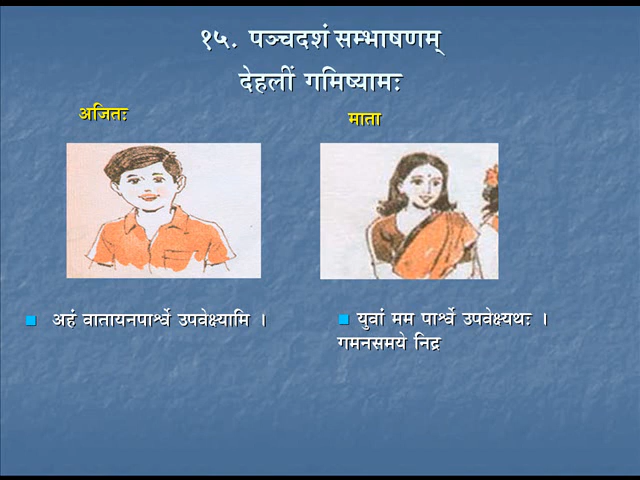 १५. पञ्चदशं सम्भाषणम्
देहलीं गमिष्यामः
अजितः
माता
अहं वातायनपार्श्वे उपवेक्ष्यामि ।
युवां मम पार्श्वे उपवेक्ष्यथः ।
गमनसमये निद्र